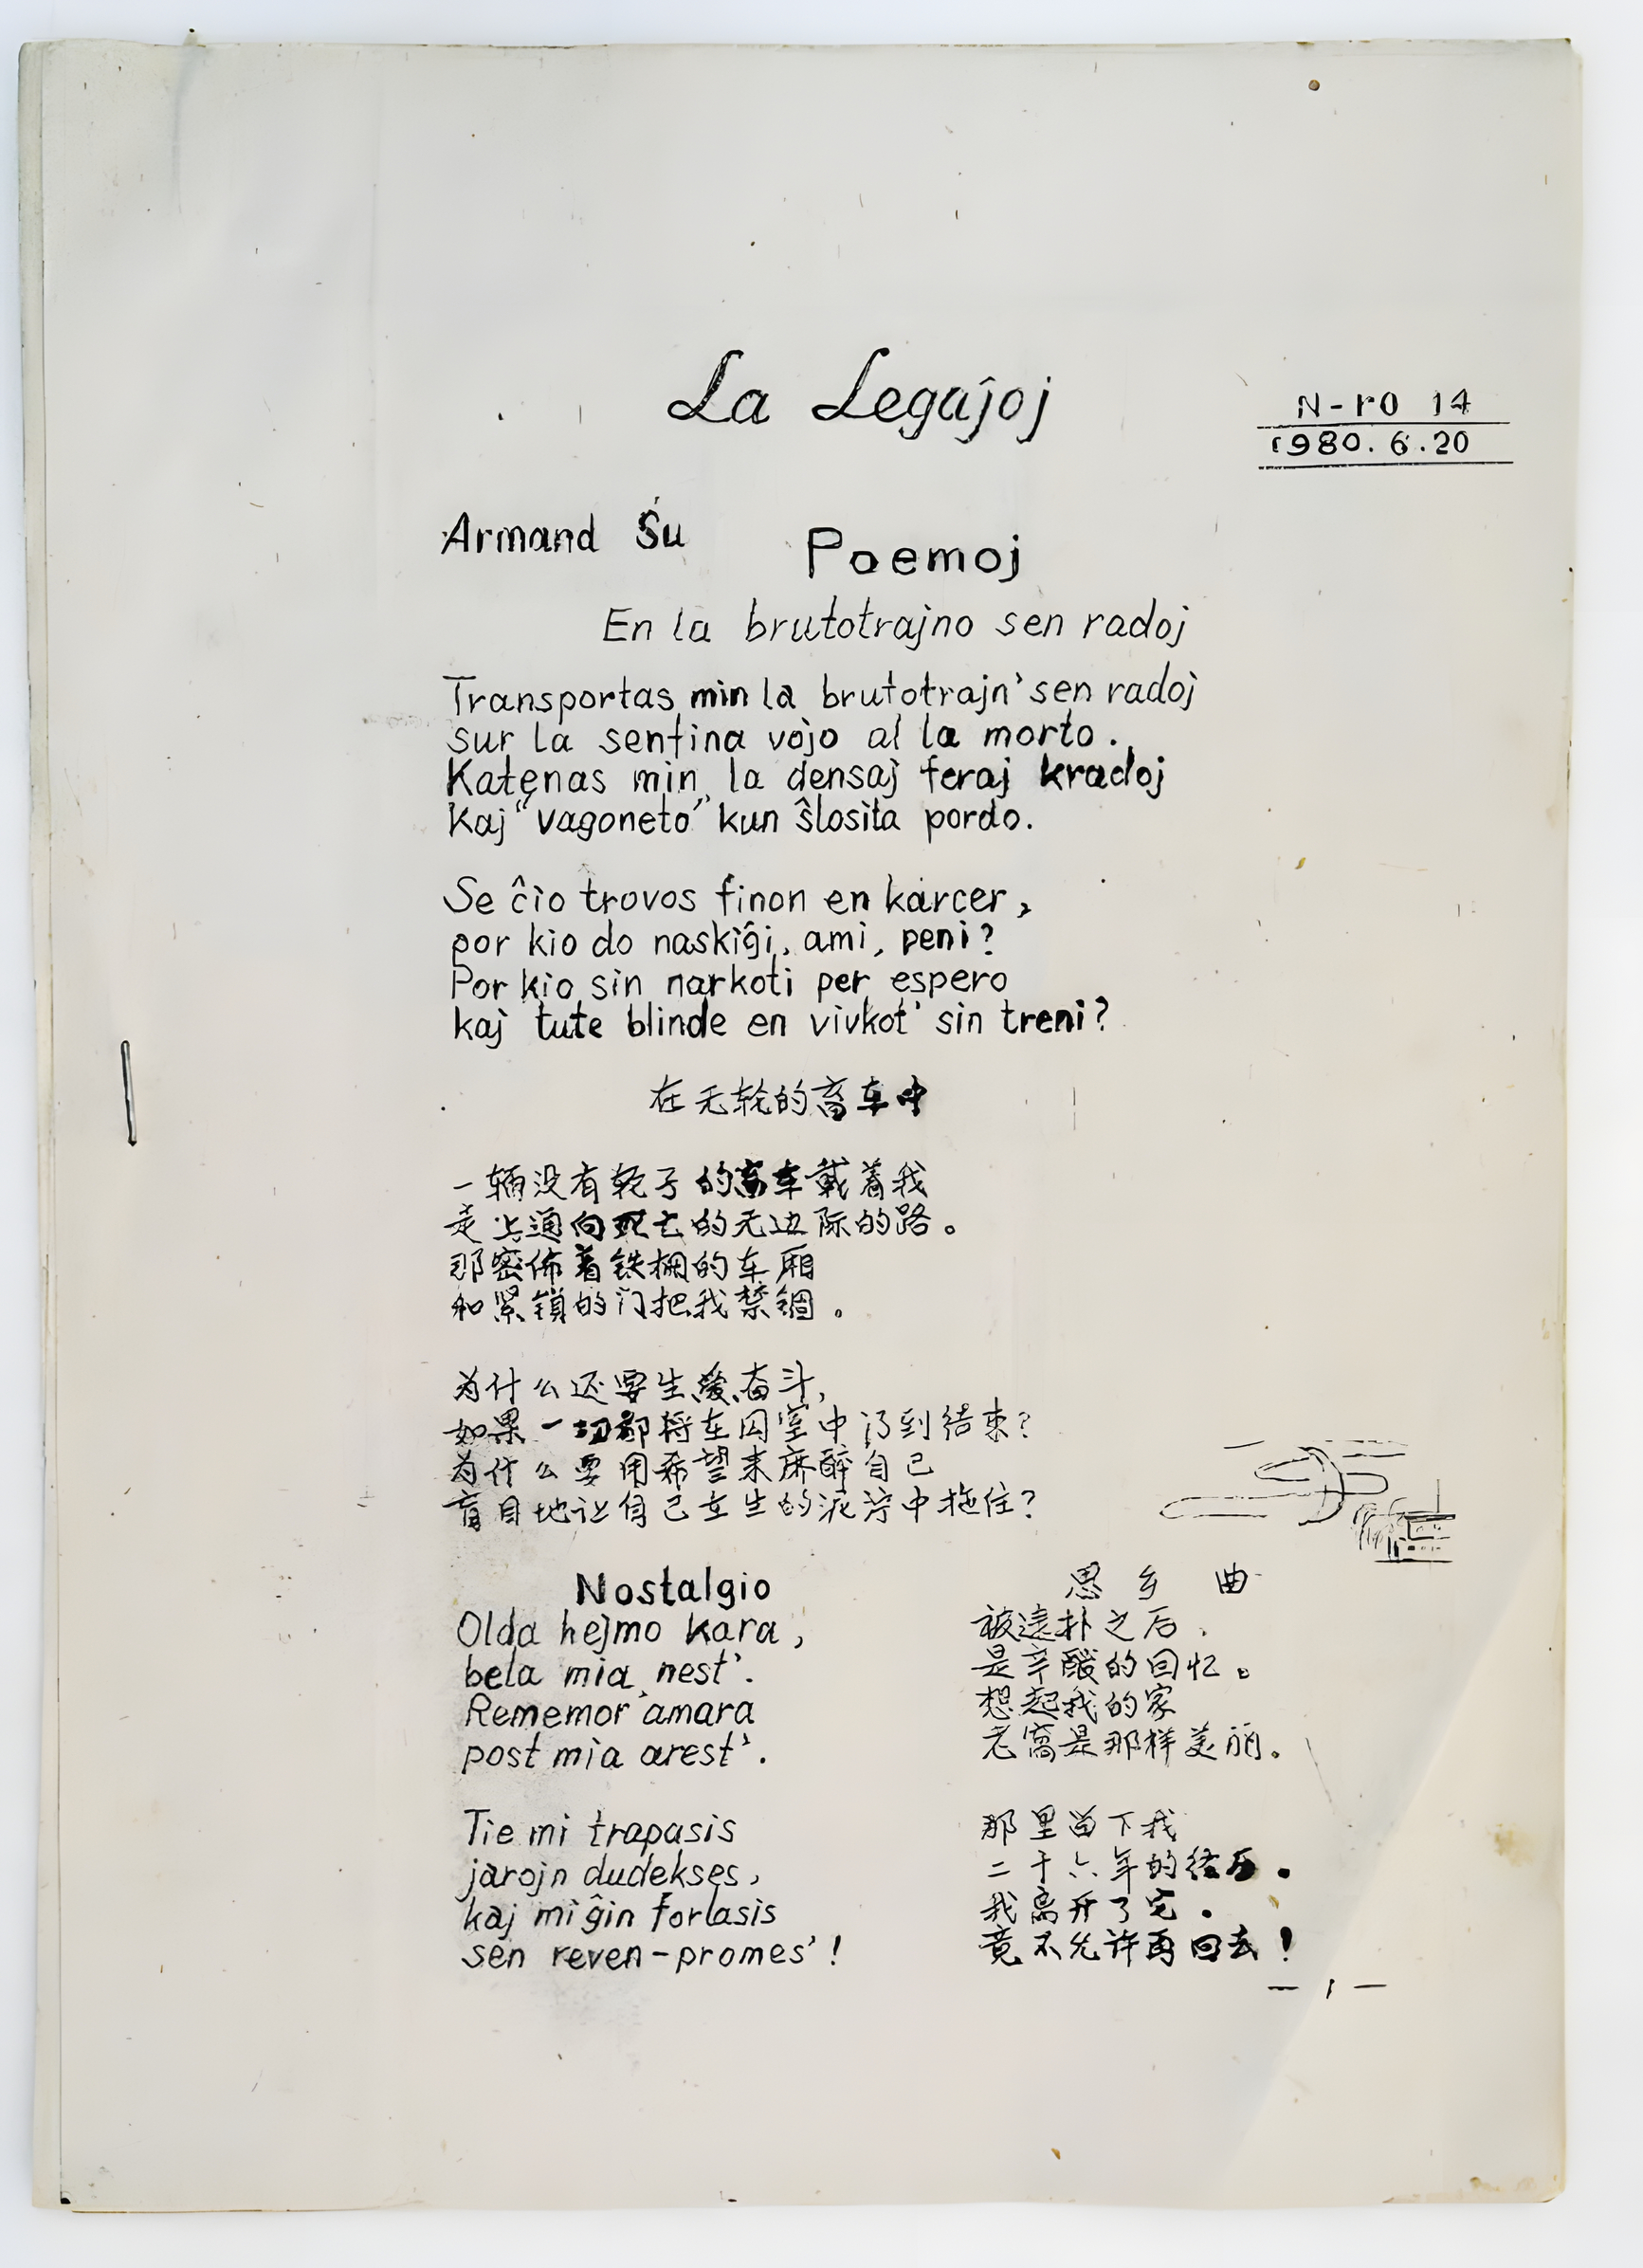 La Legaĵoj
N-ro 14
1980.6.20
Armand Ŝu
Poemoj
En la brutotrajno sen radoj
Transportas min la brutotrajn' sen radoj
sur la senfina vojo al la morto.
Katenas min la densaj feraj kradoj
kaj "vagoneto" kun ŝlosita pordo.
Se ĉio trovos finon en karcer,
por kio do naskiĝi, ami, peni?
Por kio sin narkoti per espero
kaj tute blinde en vivkot' sin treni?
在无轮的畜车中
一辆没有轮子的畜车载着我
走上通向死亡的无边际的路。
那密佈着铁栅的车厢
和紧锁的门把我禁锢。
为什么还要生爱奋斗,
如果一切都将在囚室中得到结束?
为什么要用希望来麻醉自己
盲目地让自己在生的泥泞中拖住?
Nostalgio
Olda hejmo kara,
bela mia nest'.
Rememor' amara
post mia arest'.
Tie mi trapasis
jarojn dudekses,
kaj mi ĝin forlasis
sen reven-promes'!
思乡曲
被逮扑之后,
是辛酸的回忆。
想起我的家
老窝是那样美丽。
那里留下我
二十六年的经历.
我离开了它.
竟不允许再回去!
— 1 —